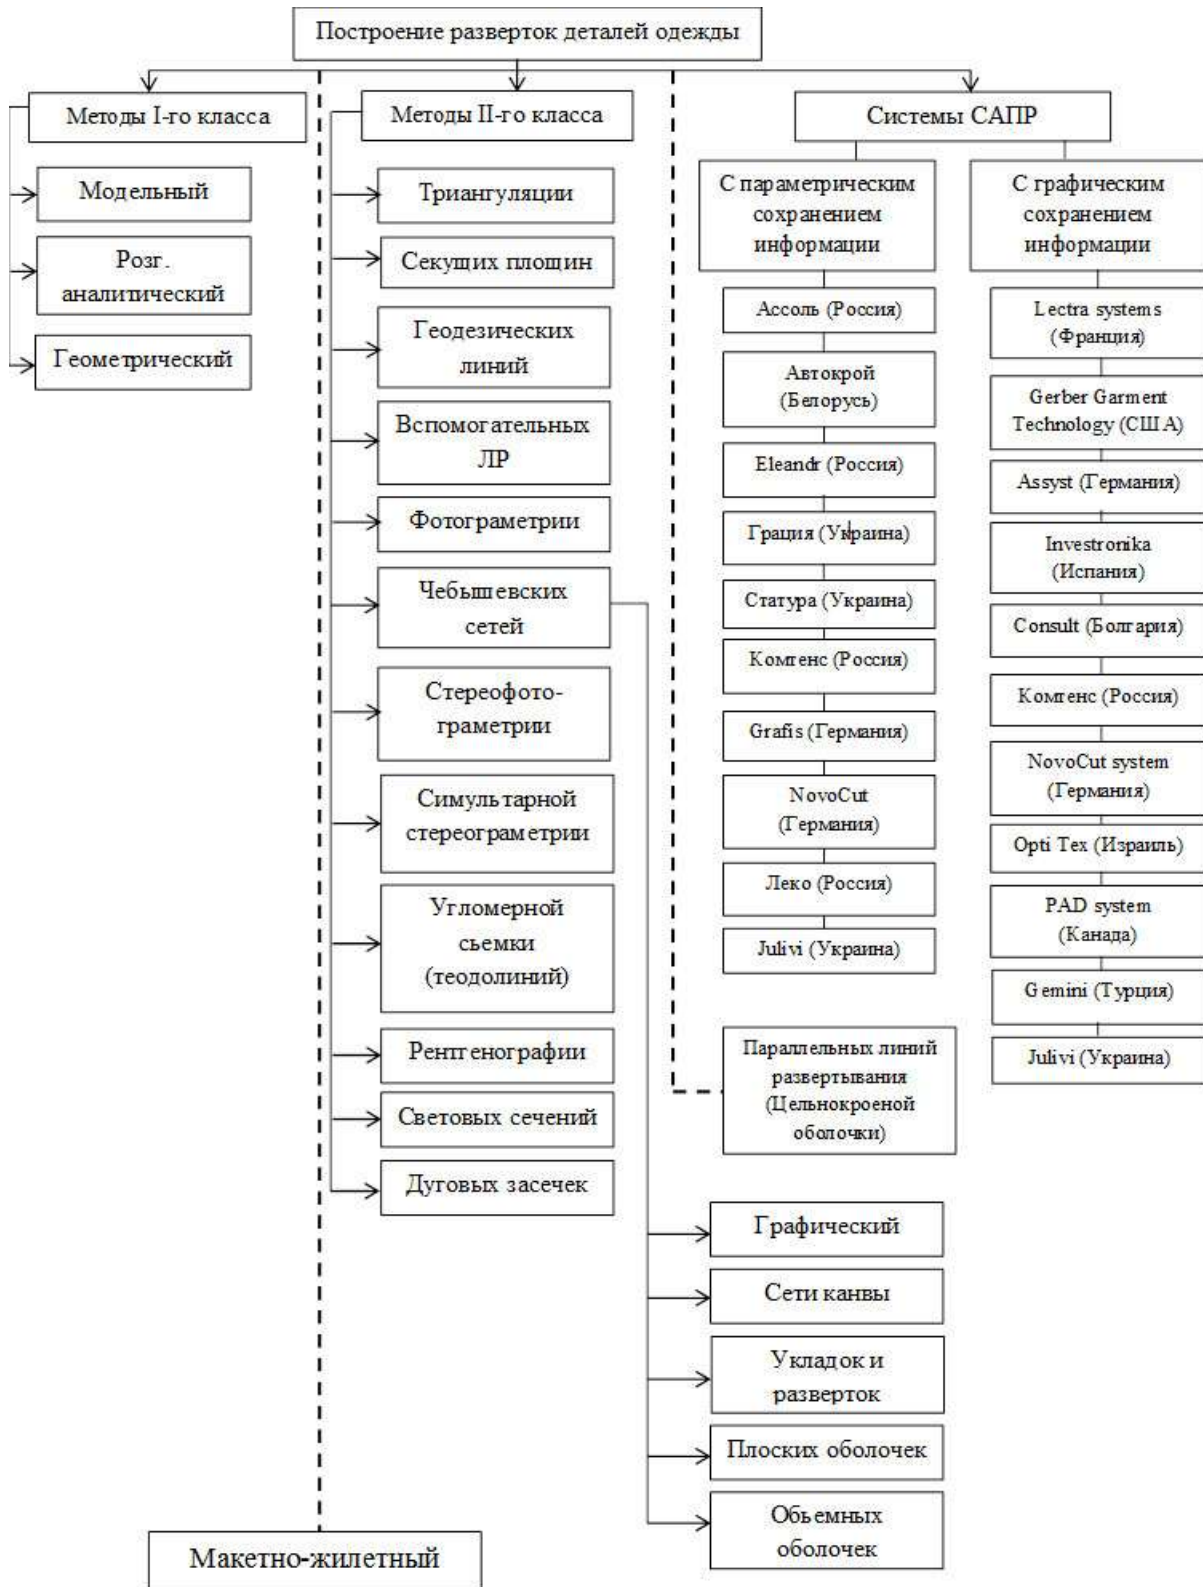 Построение разверток деталей одежды
Методы I-го класса
Модельный
Розг.
аналитический
Геометрический
Методы II-го класса
Триангуляции
Секущих площин
Геодезических
линий
Вспомогательных
ЛР
Фотограметрии
Чебышевских
сетей
Стереофото-
граметрии
Симультарной
стереограметрии
Угломерной
сьемки
(теодолиний)
Рентгенографии
Световых сечений
Дуговых засечек
Системы САПР
С параметрическим
сохранением
информации
Ассоль (Россия)
Автокрой
(Белорусь)
Eleandr (Россия)
Грация (Украина)
Статура (Украина)
Комтенс (Россия)
Grafis (Германия)
NovoCut
(Германия)
Леко (Россия)
Julivi (Украина)
С графическим
сохранением
информации
Lectra systems
(Франция)
Gerber Garment
Technology (США)
Assyst (Германия)
Investronika
(Испания)
Consult (Болгария)
Комтенс (Россия)
NovoCut system
(Германия)
Opti Tex (Израиль)
PAD system
(Канада)
Gemini (Турция)
Julivi (Украина)
Параллельных линий
развертывания
(Цельнокроеной
оболочки)
Графический
Сети канвы
Укладок и
разверток
Плоских оболочек
Обьемных
оболочек
Макетно-жилетный